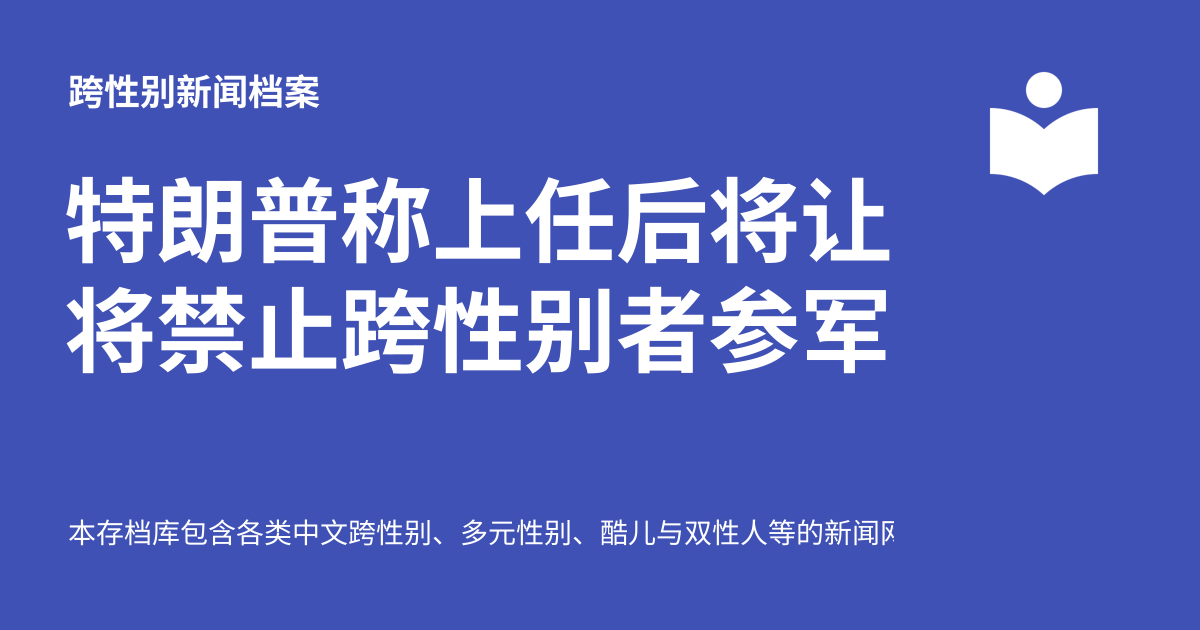 跨性别新闻档案
特朗普称上任后将让
将禁止跨性别者参军
本存档库包含各类中文跨性别、多元性别、酷儿与双性人等的新闻